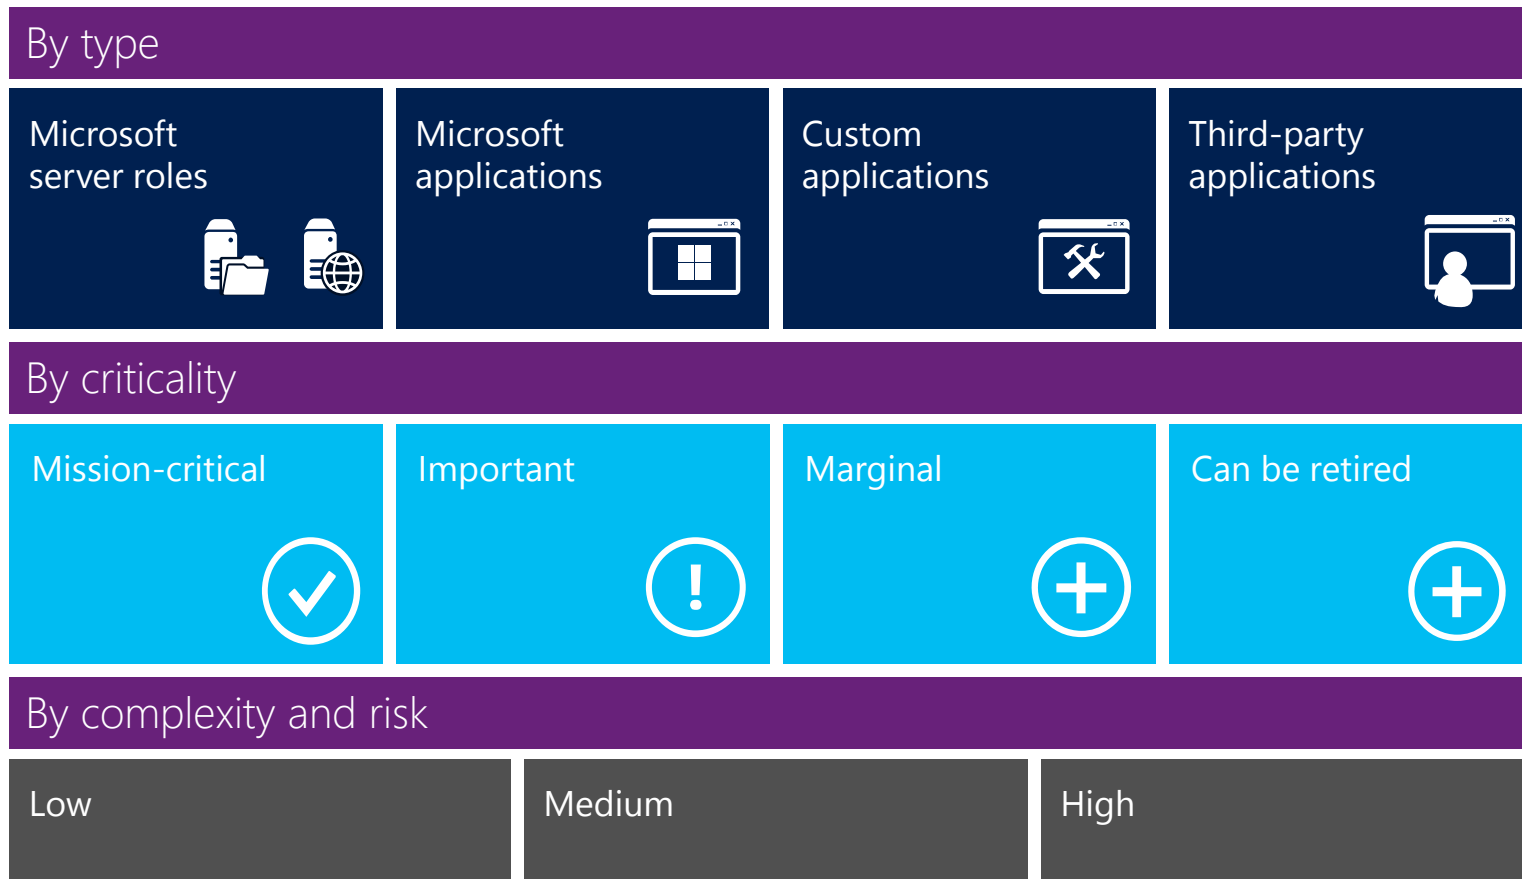 By type
Microsoft
server roles
Microsoft
applications
Custom
applications
Third-party
applications
By criticality
Mission-critical
Important
Marginal
Can be retired
By complexity and risk
Low
Medium
High